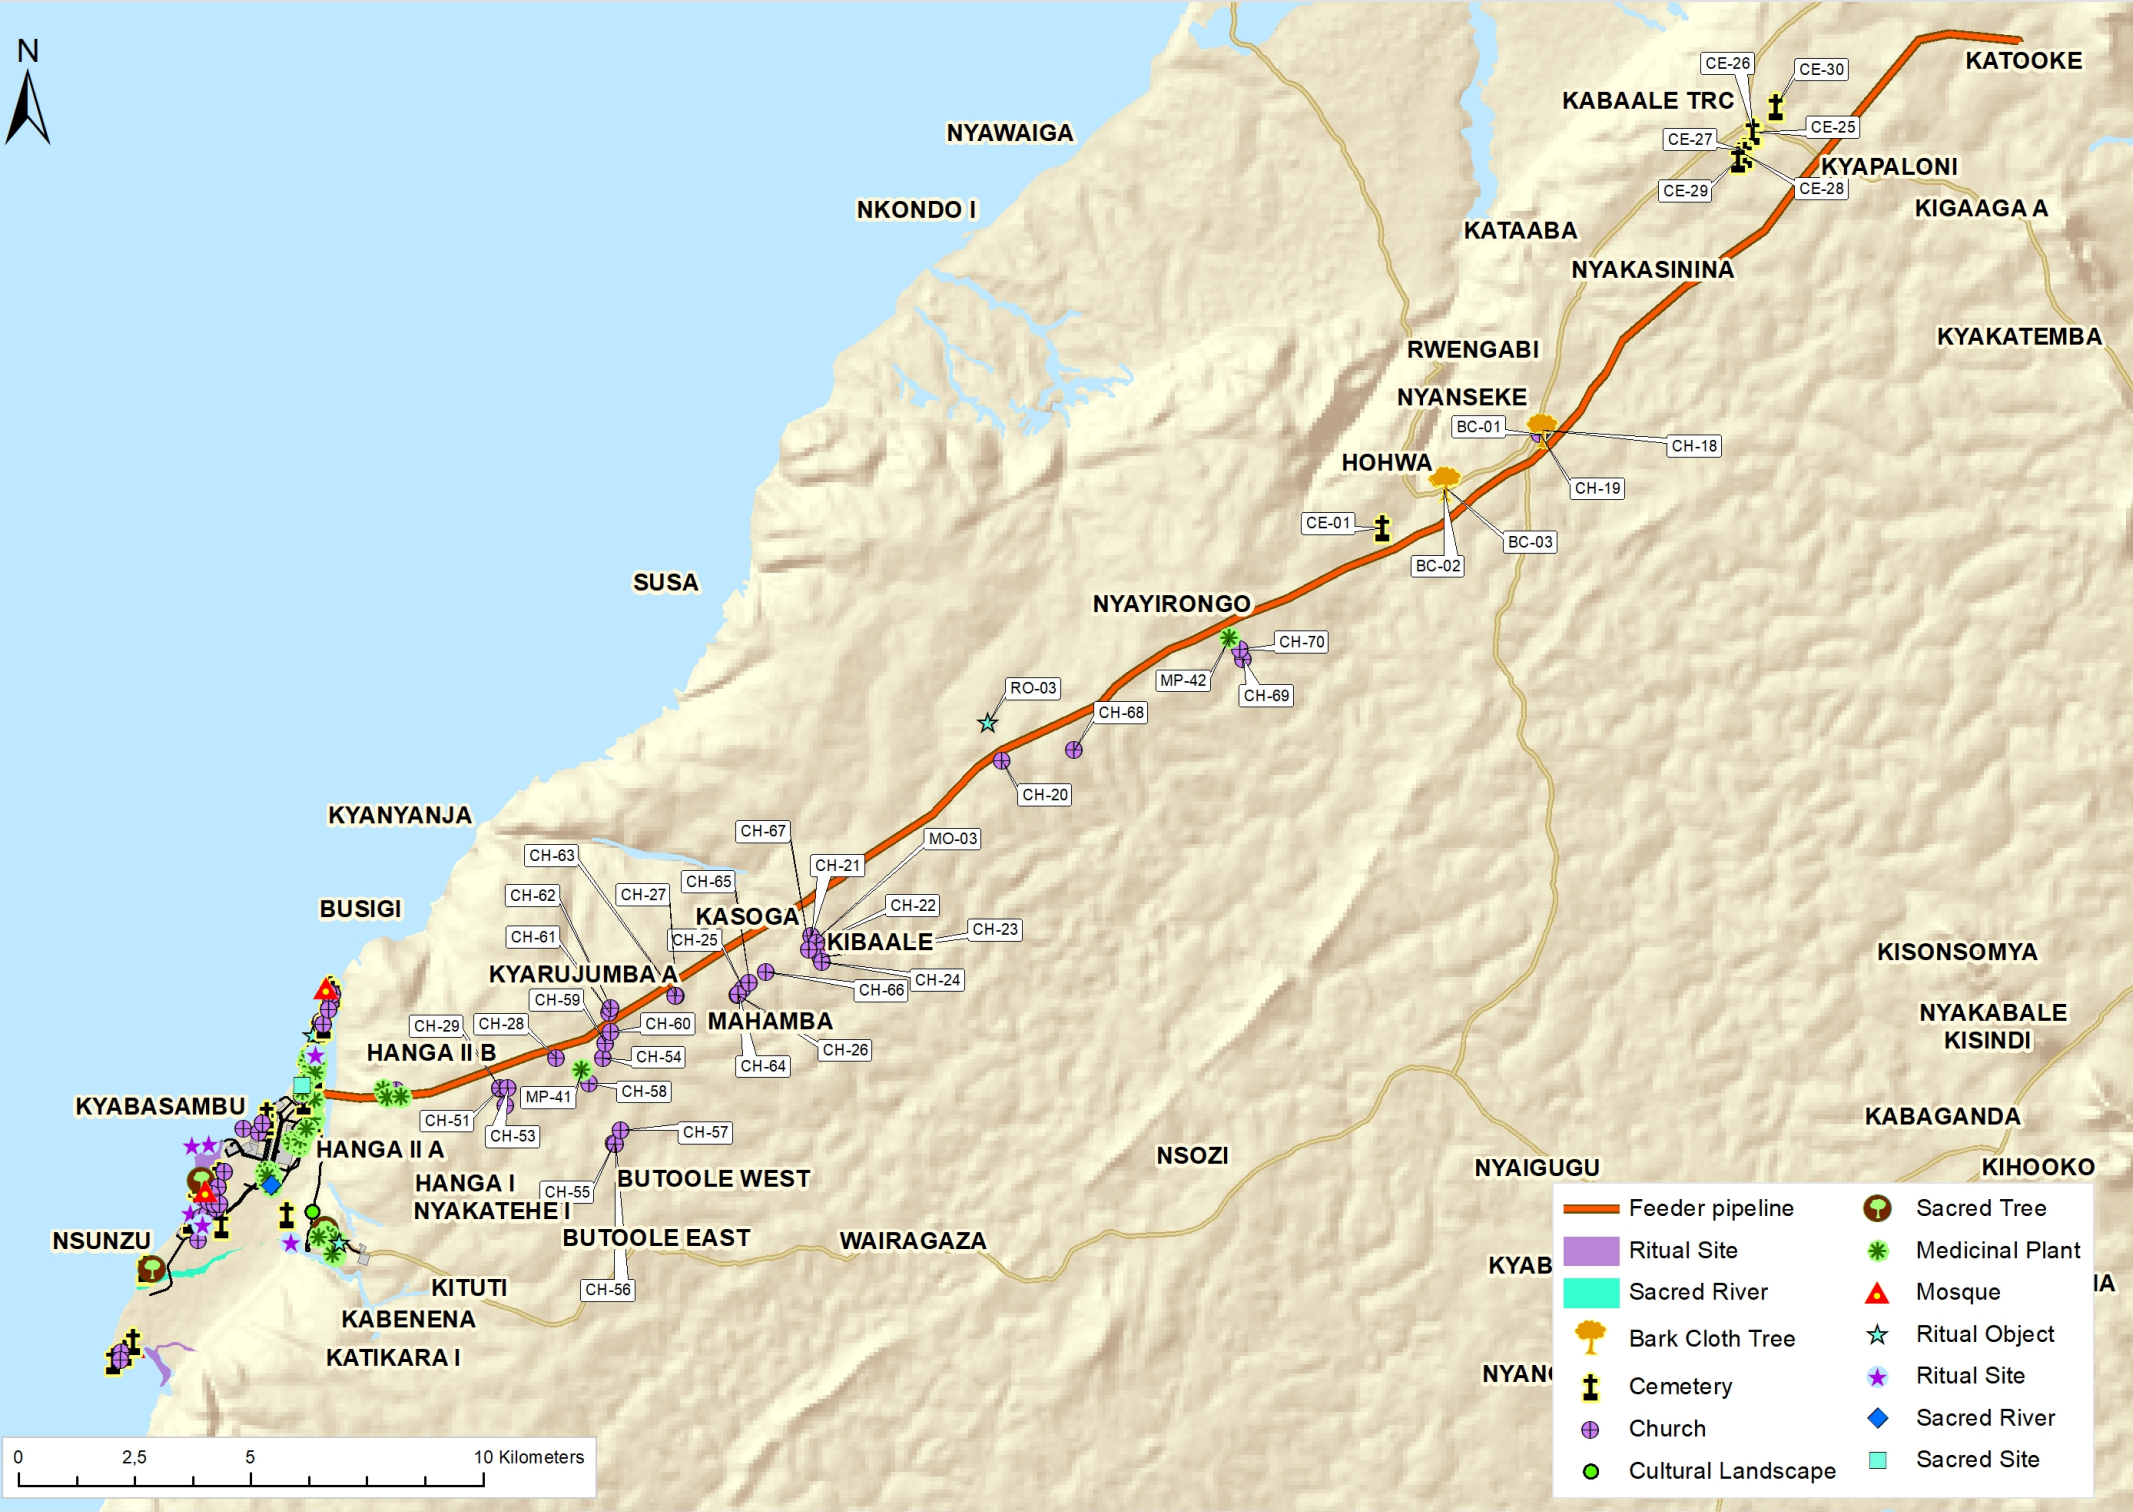 N
KATOOKE
CE-26
CE-30
KABAALE TRC
CE-25
NYAWAIGA
CE-27
KYAPALONI
CE-29
CE-28
NKONDO I
KIGAAGA A
KATAABA
NYAKASININA
KYAKATEMBA
RWENGABI
NYANSEKE
BC-01
CH-18
HOHWA
CH-19
CE-01
BC-03
BC-02
SUSA
NYAYIRONGO
CH-70
MP-42
RO-03
CH-69
CH-68
CH-20
KYANYANJA
CH-67
MO-03
CH-63
CH-21
CH-65
CH-62
CH-27
CH-22
BUSIGI
KASOGA
CH-23
CH-61
CH-25
KIBAALE
KISONSOMYA
KYARUJUMBA A
CH-24
CH-66
CH-59
NYAKABALE
MAHAMBA
CH-29
CH-28
CH-60
KISINDI
HANGA II B
CH-26
CH-54
CH-64
CH-58
MP-41
KYABASAMBU
KABAGANDA
CH-51
CH-53
CH-57
HANGA II A
NSOZI
NYAIGUGU
KIHOOKO
HANGA I
CH-55
BUTOOLE WEST
NYAKATEHE I
NSUNZU
BUTOOLE EAST
WAIRAGAZA
KYAB
IA
KITUTI
CH-56
KABENENA
KATIKARA I
NYANG
Feeder pipeline
Ritual Site
Sacred River
Bark Cloth Tree
Cemetery
Church
Cultural Landscape
Sacred Tree
Medicinal Plant
Mosque
Ritual Object
Ritual Site
Sacred River
Sacred Site
0 2,5 5 10 Kilometers